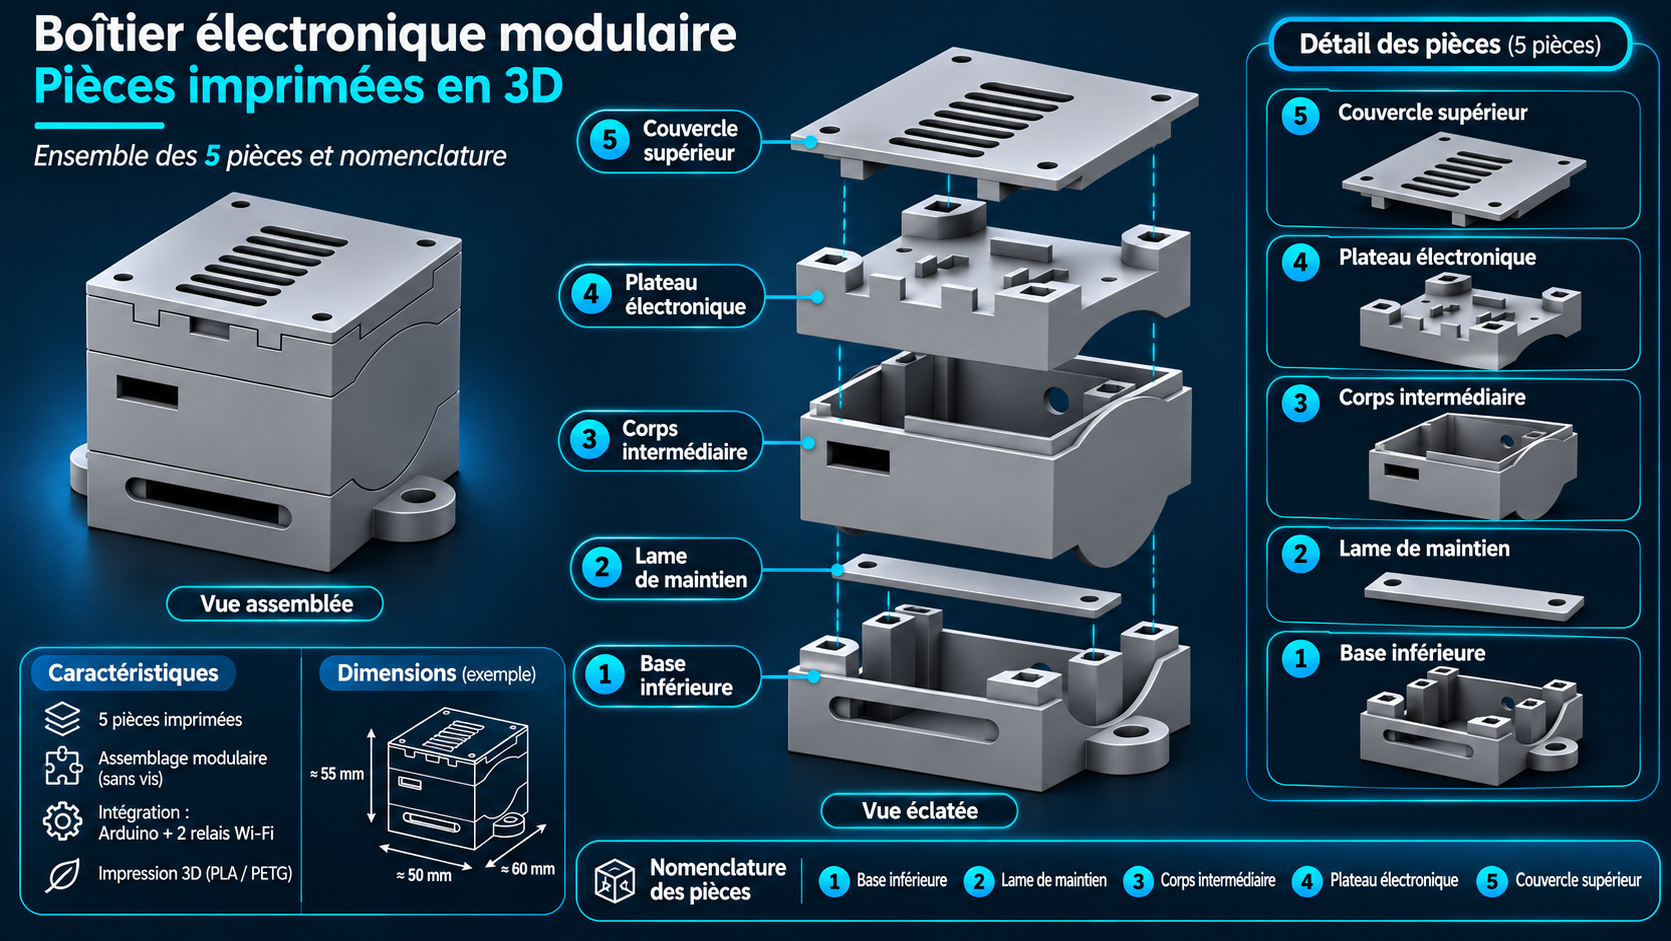 Boîtier électronique modulaire
Pièces imprimées en 3D
Ensemble des 5 pièces et nomenclature
Vue assemblée
Caractéristiques
5 pièces imprimées
Assemblage modulaire
(sans vis)
Intégration :
Arduino + 2 relais Wi-Fi
Impression 3D (PLA / PETG)
Dimensions (exemple)
≈ 55 mm
≈ 50 mm
≈ 60 mm
5 Couvercle
supérieur
4 Plateau
électronique
3 Corps
intermédiaire
2 Lame
de maintien
1 Base
inférieure
Vue éclatée
Détail des pièces (5 pièces)
5 Couvercle supérieur
4 Plateau électronique
3 Corps intermédiaire
2 Lame de maintien
1 Base inférieure
Nomenclature
des pièces
1 Base inférieure
2 Lame de maintien
3 Corps intermédiaire
4 Plateau électronique
5 Couvercle supérieur